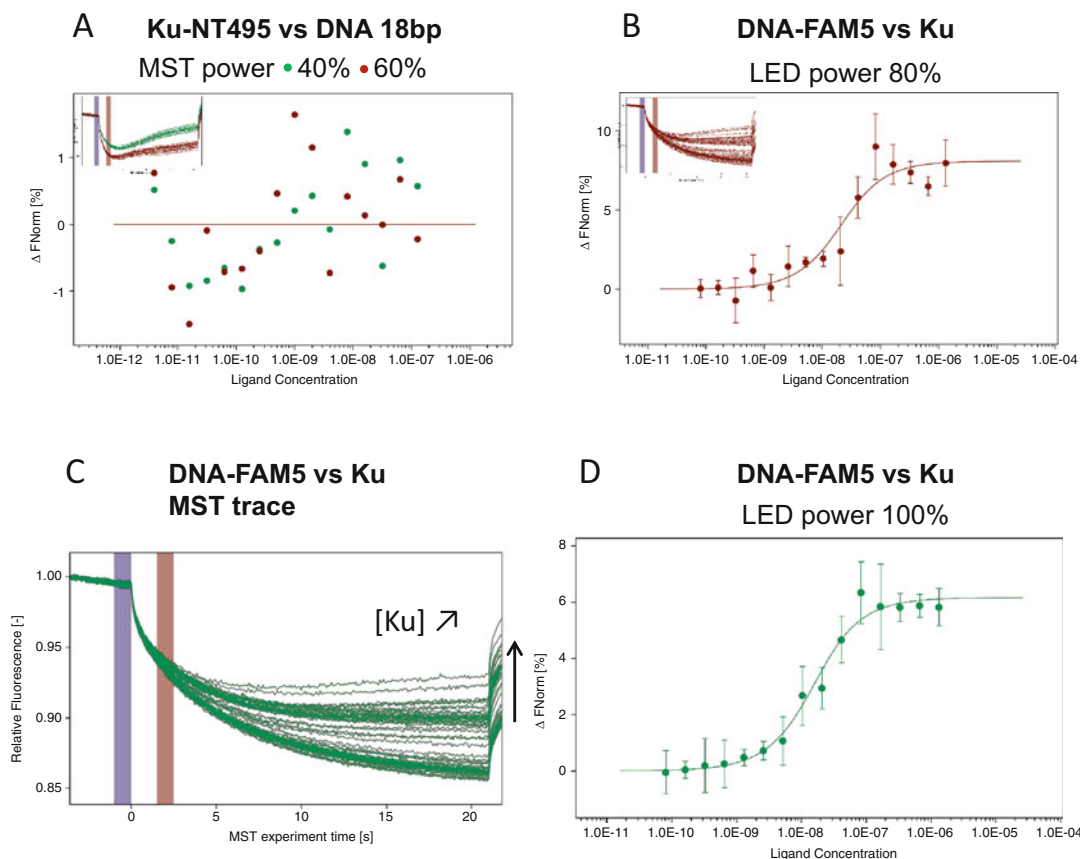 A
Ku-NT495 vs DNA 18bp
MST power • 40% • 60%
Δ FNorm [%]
1
0
-1
1.0E-12 1.0E-11 1.0E-10 1.0E-09 1.0E-08 1.0E-07 1.0E-06
Ligand Concentration
B
DNA-FAM5 vs Ku
LED power 80%
Δ FNorm [%]
10
5
0
1.0E-11 1.0E-10 1.0E-09 1.0E-08 1.0E-07 1.0E-06 1.0E-05 1.0E-04
Ligand Concentration
C
DNA-FAM5 vs Ku
MST trace
Relative Fluorescence [-]
1.00
0.95
0.90
0.85
[Ku] ↗
0 5 10 15 20
MST experiment time [s]
D
DNA-FAM5 vs Ku
LED power 100%
Δ FNorm [%]
8
6
4
2
0
1.0E-11 1.0E-10 1.0E-09 1.0E-08 1.0E-07 1.0E-06 1.0E-05 1.0E-04
Ligand Concentration